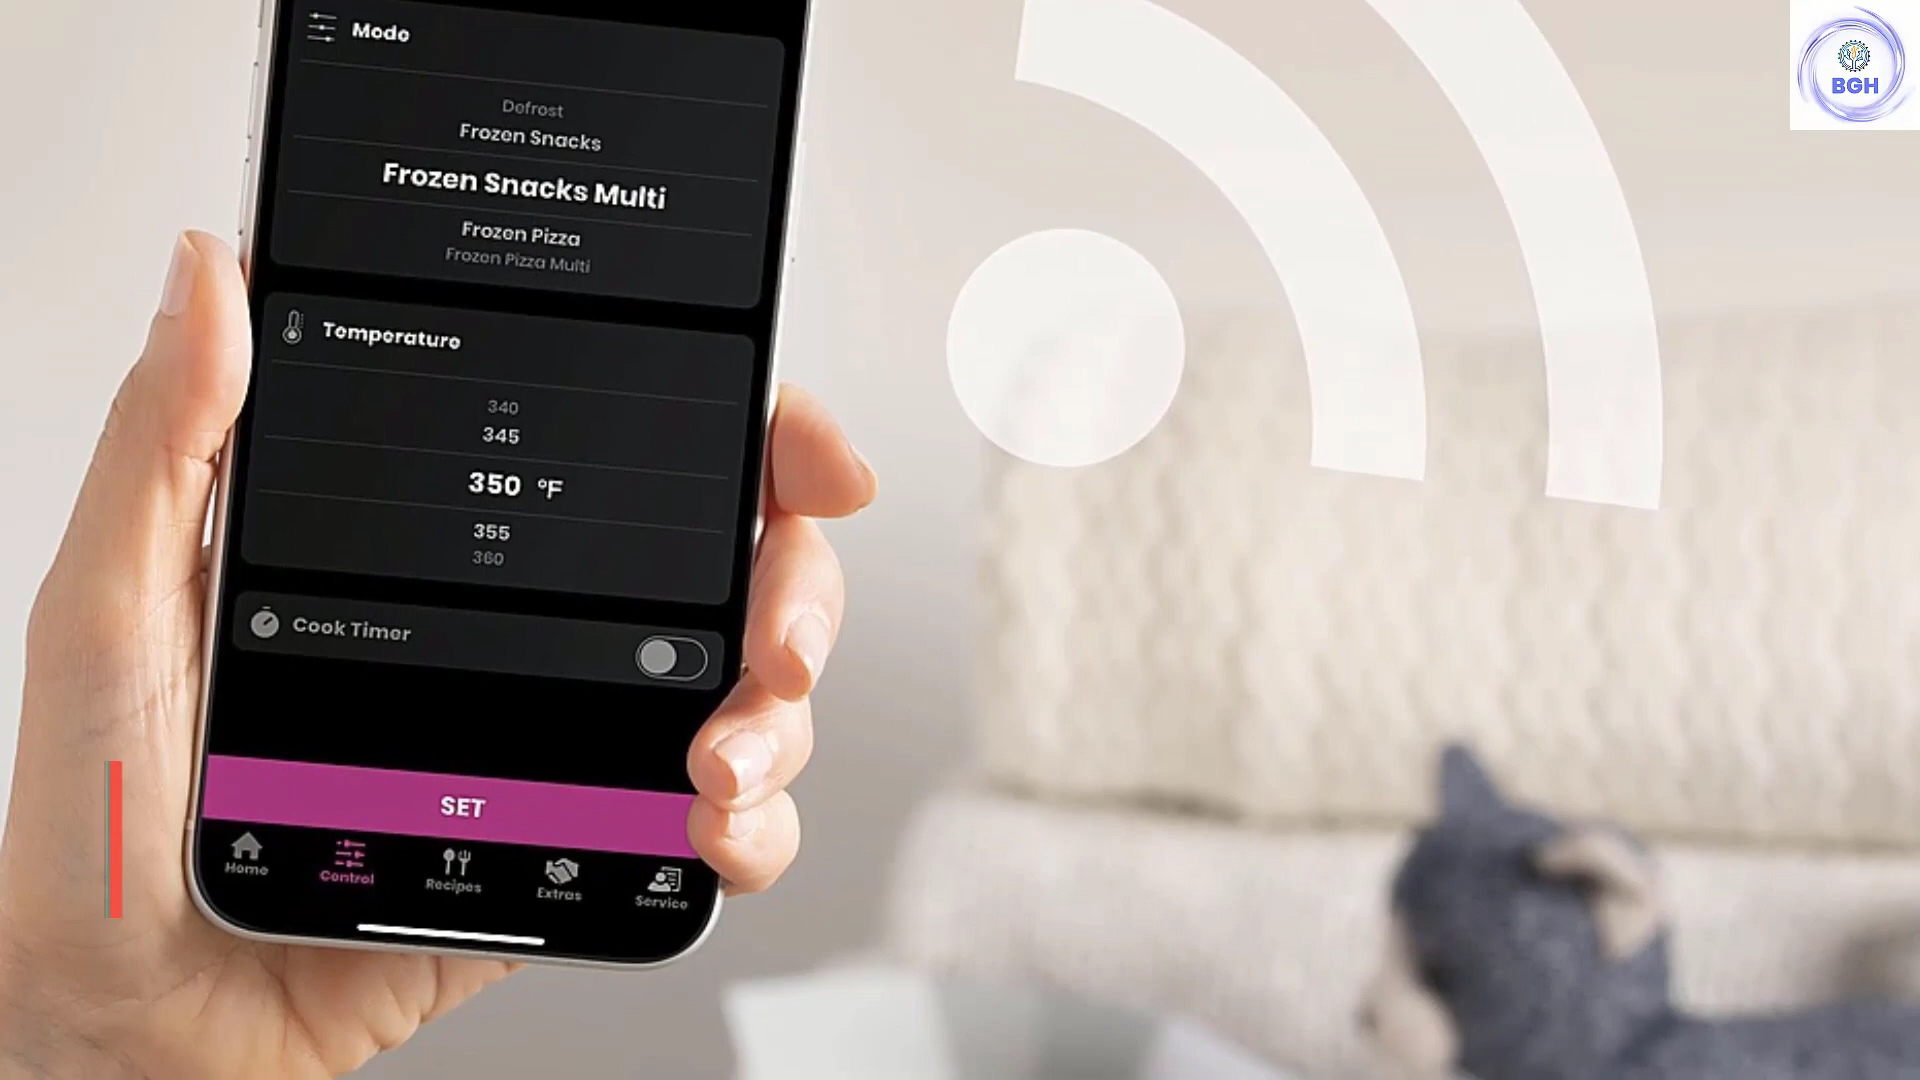 BGH
Mode
Defrost
Frozen Snacks
Frozen Snacks Multi
Frozen Pizza
Frozen Pizza Multi
Temperature
340
345
350 °F
355
360
Cook Timer
SET
Home
Control
Recipes
Extras
Service